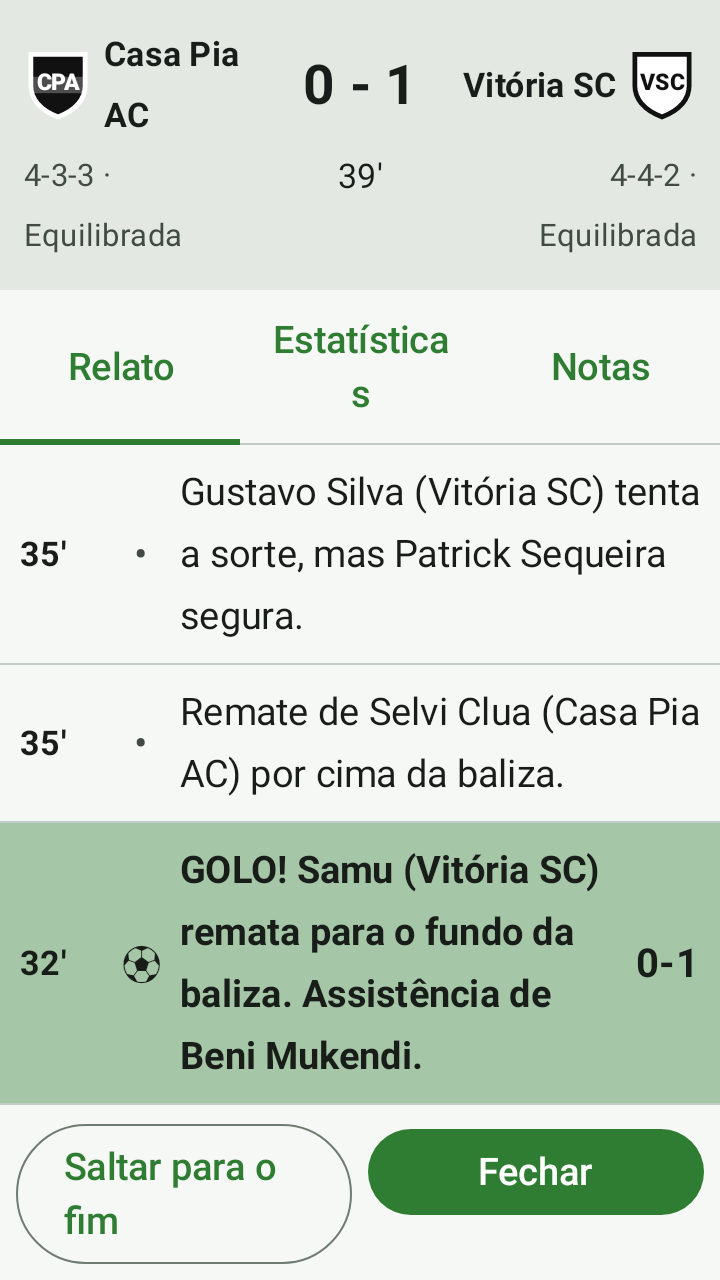 CPA
Casa Pia
AC
0 - 1
Vitória SC
VSC
4-3-3 ·
Equilibrada
39'
4-4-2 ·
Equilibrada
Relato
Estatística
s
Notas
35'
•
Gustavo Silva (Vitória SC) tenta
a sorte, mas Patrick Sequeira
segura.
35'
•
Remate de Selvi Clua (Casa Pia
AC) por cima da baliza.
32'
GOLO! Samu (Vitória SC)
remata para o fundo da
baliza. Assistência de
Beni Mukendi.
0-1
Saltar para o
fim
Fechar